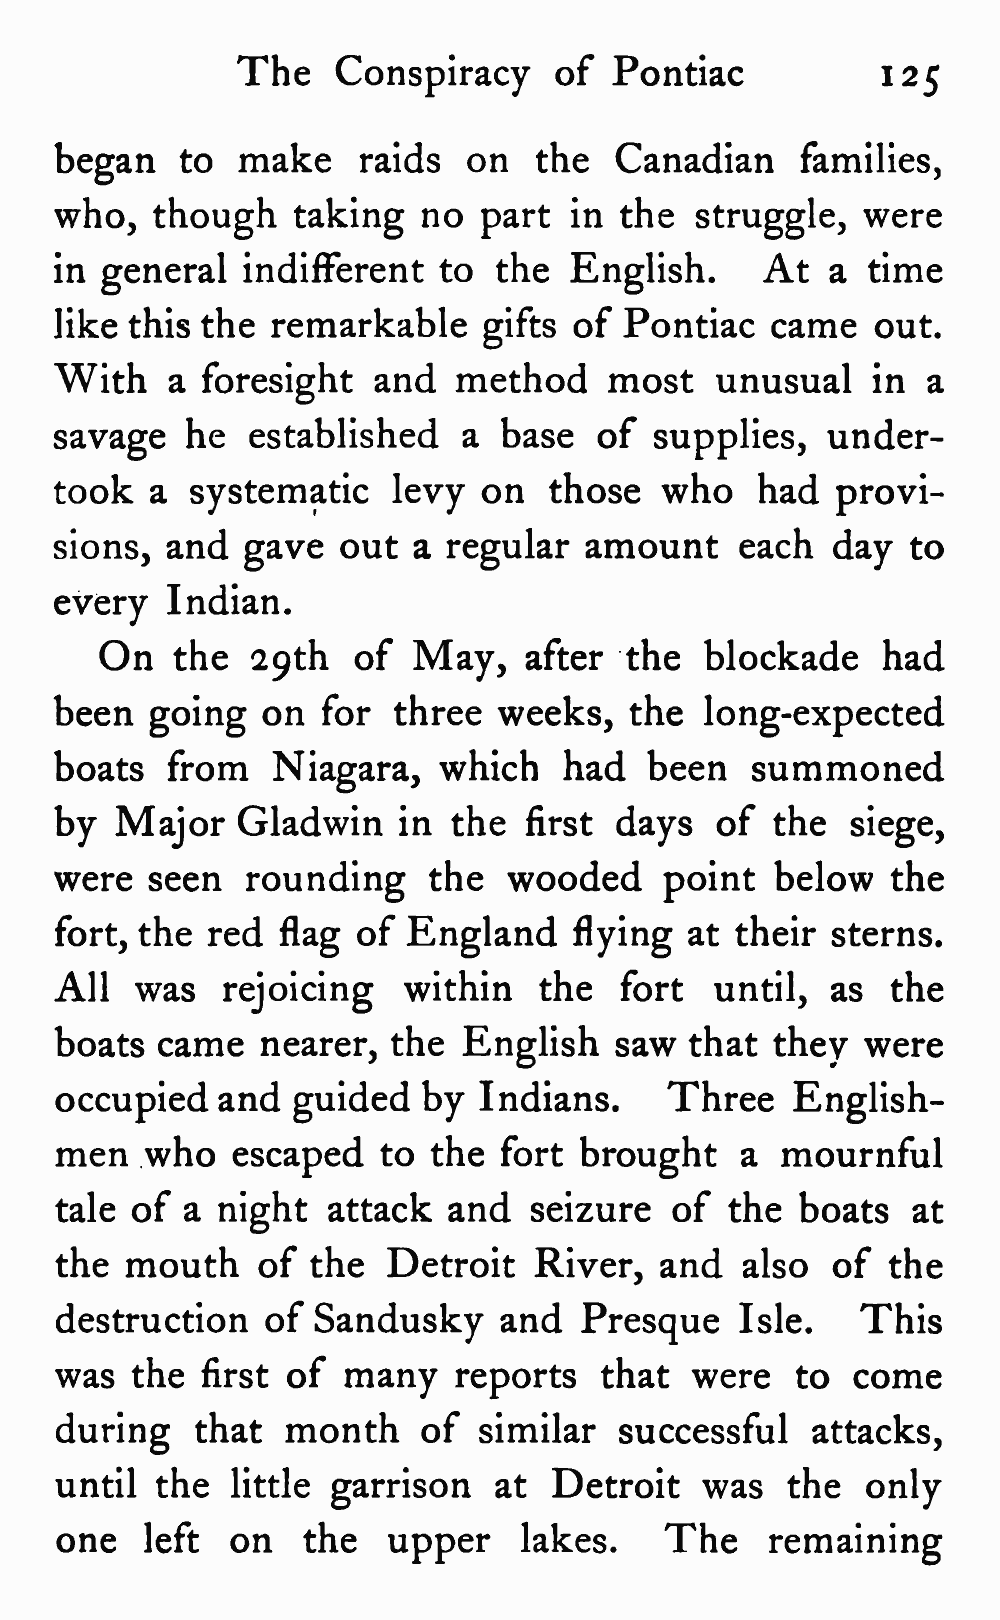 The Conspiracy of Pontiac 125
began to make raids on the Canadian families,
who, though taking no part in the struggle, were
in general indifferent to the English. At a time
like this the remarkable gifts of Pontiac came out.
With a foresight and method most unusual in a
savage he established a base of supplies, under-
took a systematic levy on those who had provi-
sions, and gave out a regular amount each day to
every Indian.
On the 29th of May, after the blockade had
been going on for three weeks, the long-expected
boats from Niagara, which had been summoned
by Major Gladwin in the first days of the siege,
were seen rounding the wooded point below the
fort, the red flag of England flying at their sterns.
All was rejoicing within the fort until, as the
boats came nearer, the English saw that they were
occupied and guided by Indians. Three English-
men who escaped to the fort brought a mournful
tale of a night attack and seizure of the boats at
the mouth of the Detroit River, and also of the
destruction of Sandusky and Presque Isle. This
was the first of many reports that were to come
during that month of similar successful attacks,
until the little garrison at Detroit was the only
one left on the upper lakes. The remaining